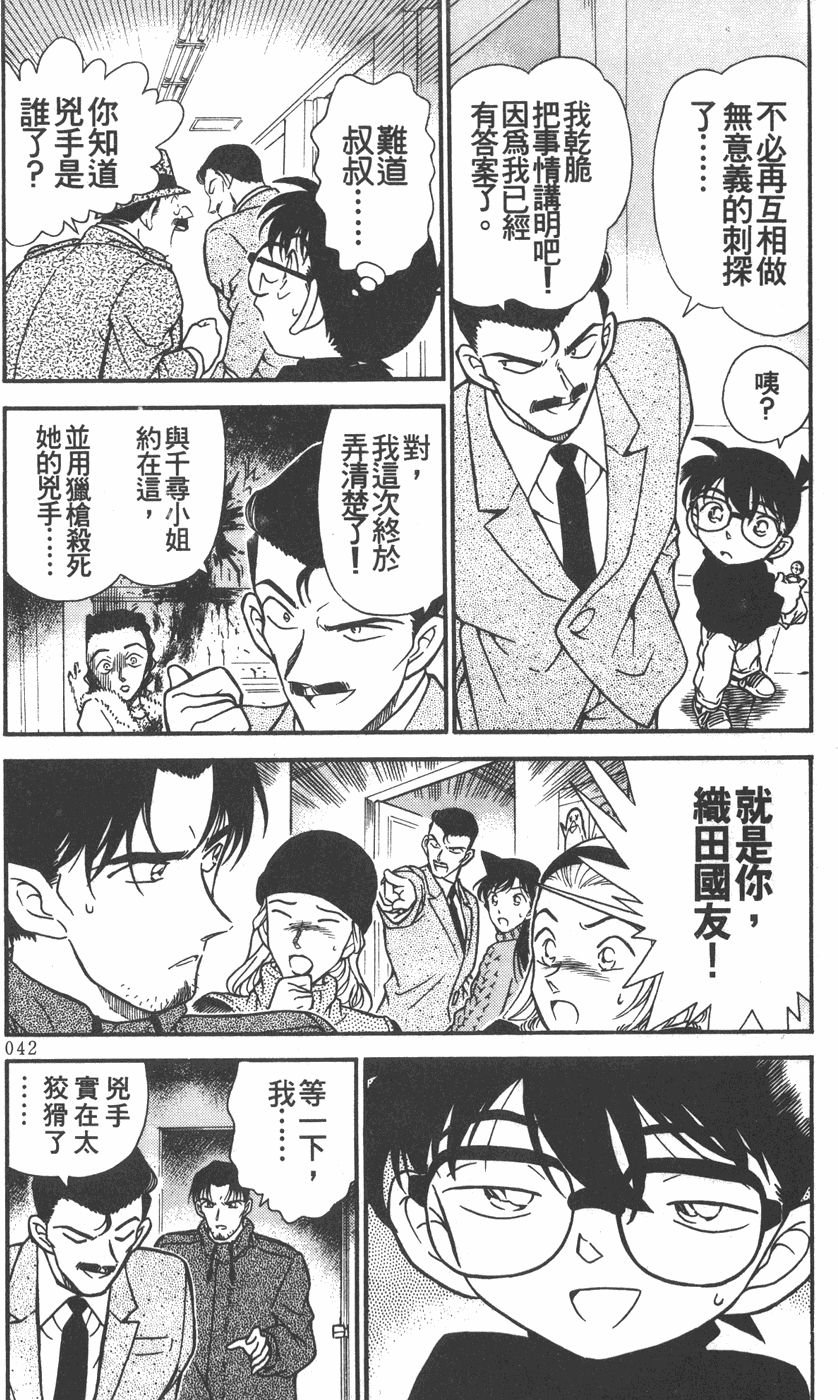 不必再互相做
無意義的刺探
了……
我乾脆
把事情講明吧！
因爲我已經
有答案了。
咦？
難道
叔叔……
你知道
兇手是
誰了？
對，
我這次終於
弄清楚了！
與千尋小姐
約在這，
並用獵槍殺死
她的兇手……
就是你，
織田國友！
042
等一下，
我……
兇手
實在太
狡猾了
……